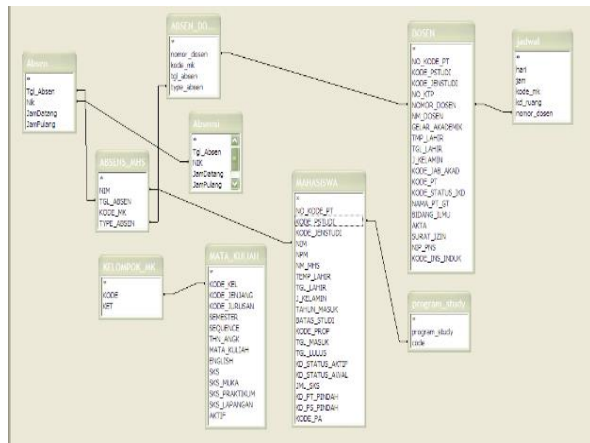 Absen
*
Tgl_Absen
Nik
JamDatang
JamPulang
ABSEN_DO...
*
nomor_dosen
kode_mk
tgl_absen
type_absen
Absensi
*
Tgl_Absen
NIK
JamDatang
JamPulang
ABSENS_MHS
*
NIM
TGL_ABSEN
KODE_MK
TYPE_ABSEN
KELOMPOK_MK
*
KODE
KET
MATA_KULIAH
*
KODE_KEL
KODE_JENJANG
KODE_JURUSAN
SEMESTER
SEQUENCE
THN_ANGK
MATA_KULIAH
ENGLISH
SKS
SKS_MUKA
SKS_PRAKTIKUM
SKS_LAPANGAN
AKTIF
MAHASISWA
*
NO_KODE_PT
KODE_PSTUDI
KODE_JENSTUDI
NIM
NPM
NM_MHS
TEMP_LAHIR
TGL_LAHIR
J_KELAMIN
TAHUN_MASUK
BATAS_STUDI
KODE_PROP
TGL_MASUK
TGL_LULUS
KD_STATUS_AKTIF
KD_STATUS_AWAL
JML_SKS
KD_PT_PINDAH
KD_PS_PINDAH
KODE_PA
DOSEN
*
NO_KODE_PT
KODE_PSTUDI
KODE_JENSTUDI
NO_KTP
NOMOR_DOSEN
NM_DOSEN
GELAR_AKADEMIK
TMP_LAHIR
TGL_LAHIR
J_KELAMIN
KODE_JAB_AKAD
KODE_PT
KODE_STATUS_IKD
NAMA_PT_GT
BIDANG_ILMU
AKTA
SURAT_IZIN
NIP_PNS
KODE_INS_INDUK
jadwal
*
hari
jam
kode_mk
kd_ruang
nomor_dosen
program_study
*
program_study
code